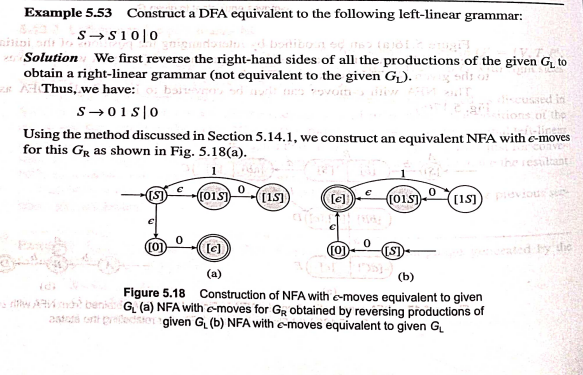 Example 5.53 Construct a DFA equivalent to the following left-linear grammar:
S → S 1 0 | 0
Solution We first reverse the right-hand sides of all the productions of the given G_L to
obtain a right-linear grammar (not equivalent to the given G_L).
Thus, we have:
S → 0 1 S | 0
Using the method discussed in Section 5.14.1, we construct an equivalent NFA with ϵ-moves
for this G_R as shown in Fig. 5.18(a).
1
[S] ϵ [01S] 0 [1S]
ϵ
[0] 0 [ϵ]
(a)
1
[ϵ] ϵ [01S] 0 [1S]
ϵ
[0] 0 [S]
(b)
Figure 5.18 Construction of NFA with ϵ-moves equivalent to given
G_L (a) NFA with ϵ-moves for G_R obtained by reversing productions of
given G_L (b) NFA with ϵ-moves equivalent to given G_L